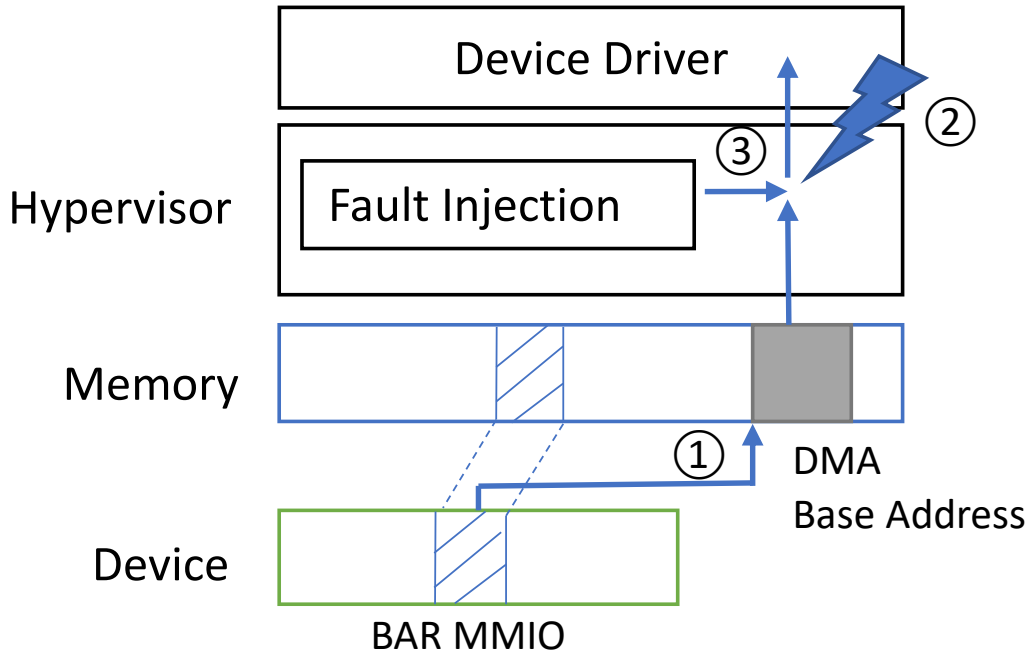 Device Driver
②
③
Hypervisor
Fault Injection
Memory
①
DMA
Base Address
Device
BAR MMIO